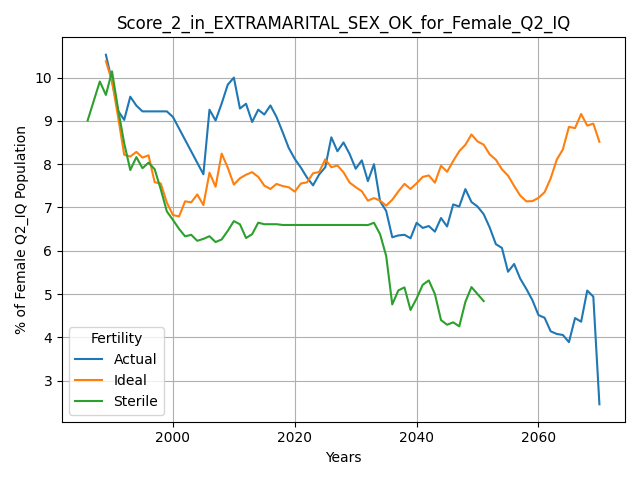 Score_2_in_EXTRAMARITAL_SEX_OK_for_Female_Q2_IQ
% of Female Q2_IQ Population
10
9
8
7
6
5
4
3
Fertility
Actual
Ideal
Sterile
2000
2020
2040
2060
Years